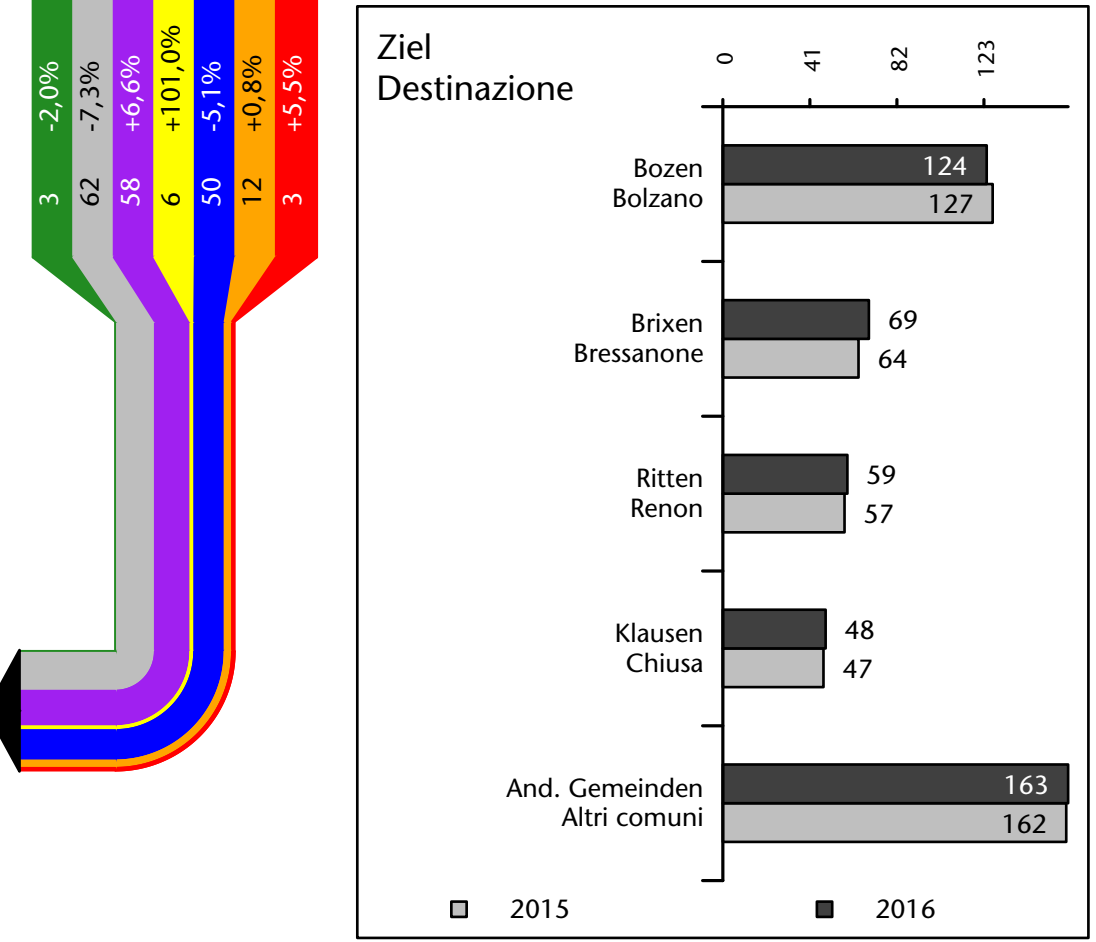 3 -2,0%
62 -7,3%
58 +6,6%
6 +101,0%
50 -5,1%
12 +0,8%
3 +5,5%
Ziel
Destinazione
0 41 82 123
Bozen
Bolzano
124
127
Brixen
Bressanone
69
64
Ritten
Renon
59
57
Klausen
Chiusa
48
47
And. Gemeinden
Altri comuni
163
162
2015 2016